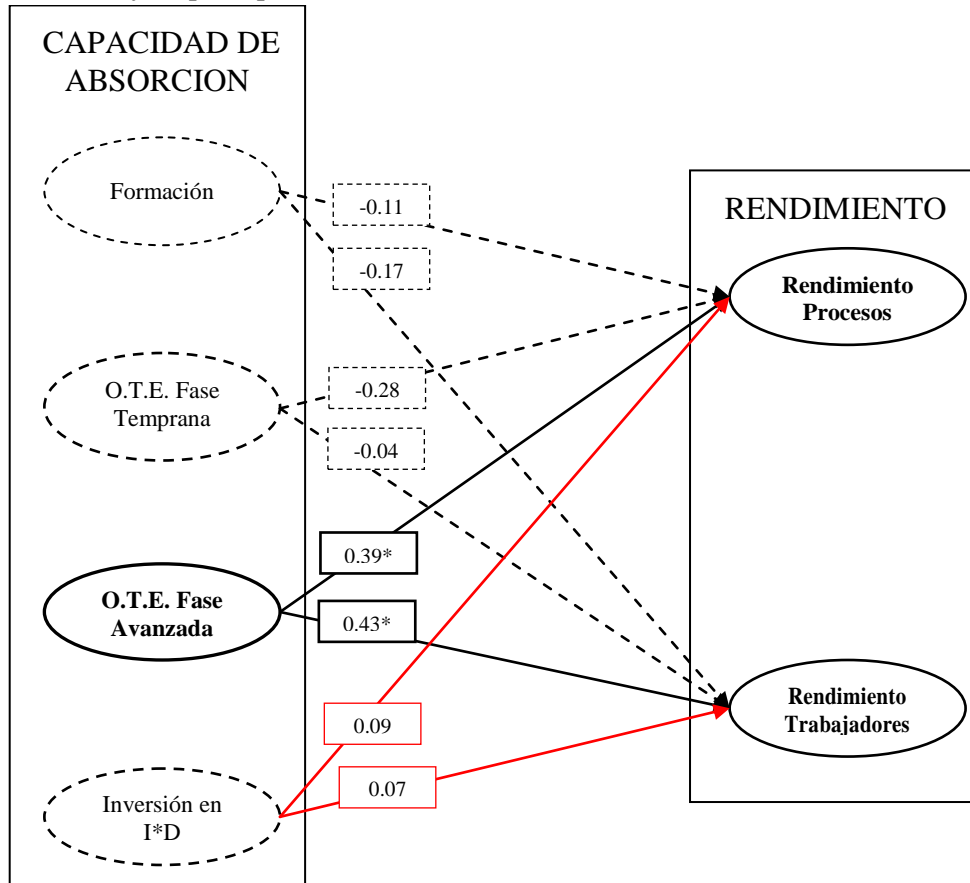 CAPACIDAD DE
ABSORCION
Formación
O.T.E. Fase
Temprana
O.T.E. Fase
Avanzada
Inversión en
I*D
-0.11
-0.17
-0.28
-0.04
0.39*
0.43*
0.09
0.07
RENDIMIENTO
Rendimiento
Procesos
Rendimiento
Trabajadores